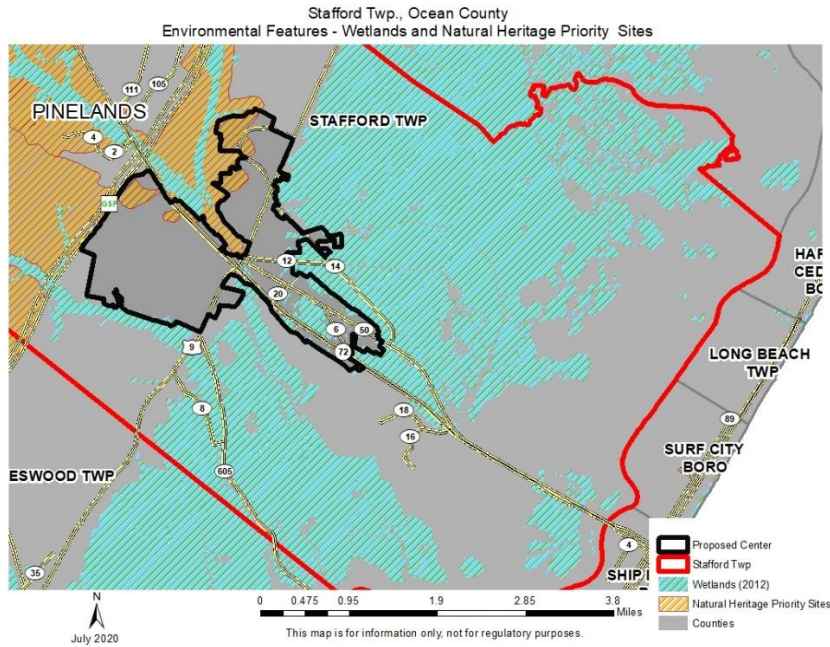 Stafford Twp., Ocean County
Environmental Features - Wetlands and Natural Heritage Priority Sites
111
105
PINELANDS
4
2
STAFFORD TWP
GSP
12
14
20
6
50
72
9
HAR
CED
BO
LONG BEACH
TWP
8
18
16
89
SURF CITY
BORO
605
ESWOOD TWP
35
4
SHIP
Proposed Center
Stafford Twp
Wetlands (2012)
Natural Heritage Priority Sites
Counties
N
July 2020
0 0.475 0.95 1.9 2.85 3.8
Miles
This map is for information only, not for regulatory purposes.